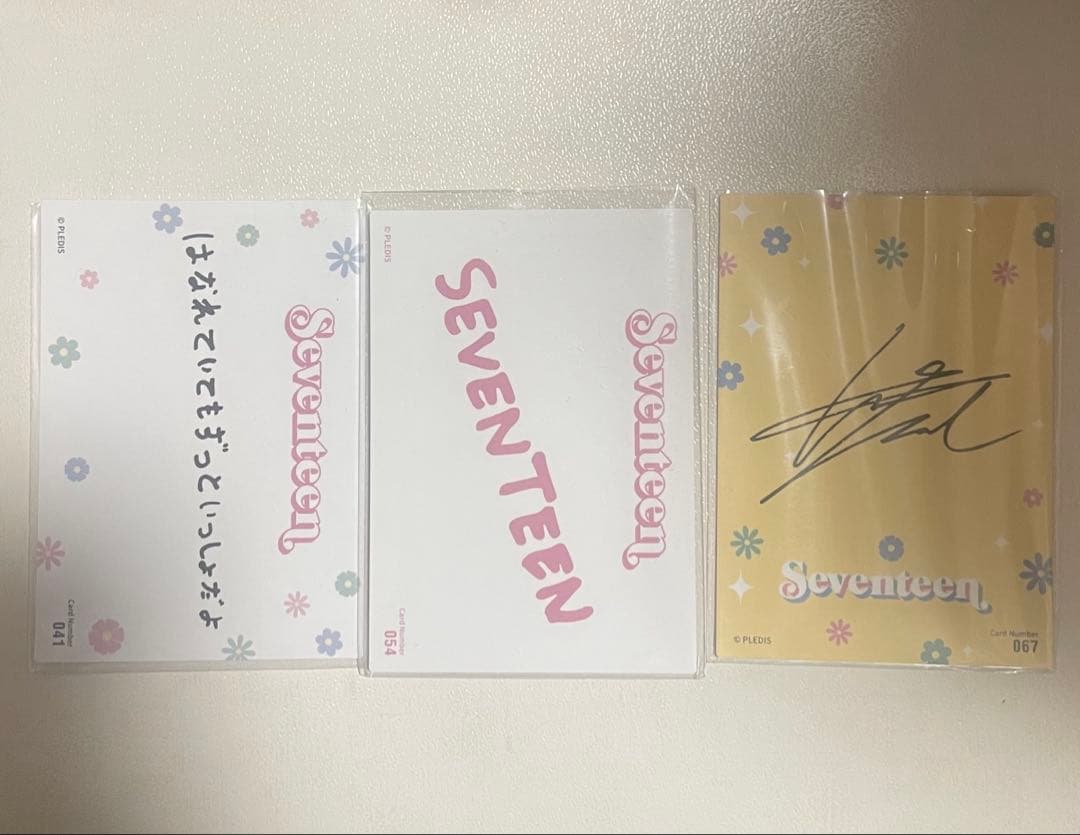 Seventeen
はなれていてもずっといっしょだよ
© PLEDIS
Card Number
041
Seventeen
SEVENTEEN
© PLEDIS
Card Number
054
Seventeen
© PLEDIS
Card Number
067